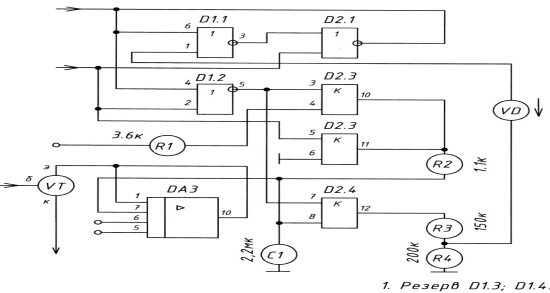 D1.1
D2.1
6
1
1
3
1
D1.2
D2.3
4
2
1
5
3
4
К
10
VD
3.6к
R1
D2.3
5
6
К
11
R2
1.1к
э
б
VT
к
DA3
1
7
6
5
10
D2.4
7
8
К
12
R3
150к
2,2мк
C1
200к
R4
1. Резерв D1.3; D1.4.